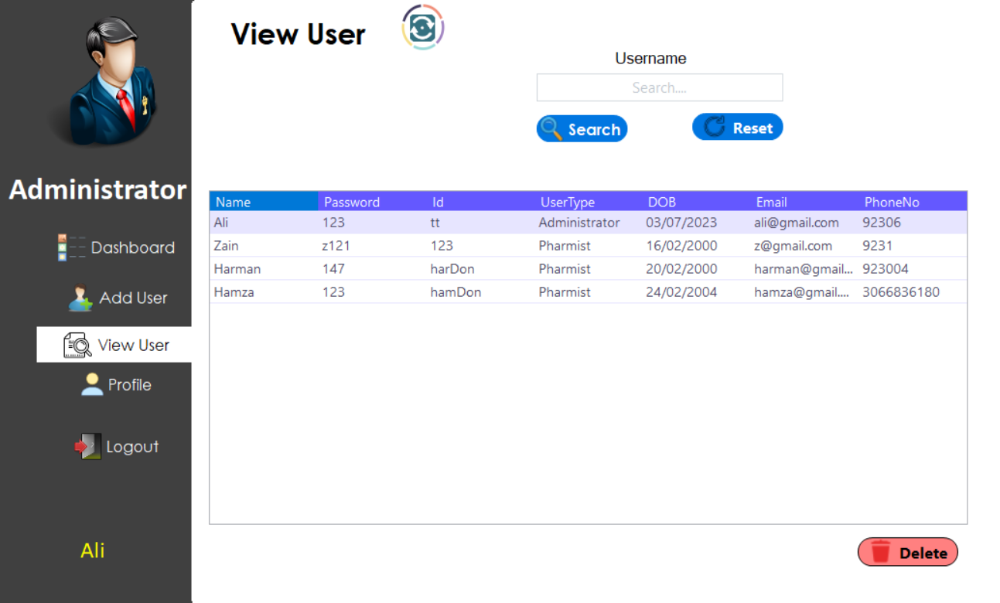 View User
Username
Search....
Search
Reset
Administrator
Dashboard
Add User
View User
Profile
Logout
Ali
Name Password Id UserType DOB Email PhoneNo
Ali 123 tt Administrator 03/07/2023 ali@gmail.com 92306
Zain z121 123 Pharmist 16/02/2000 z@gmail.com 9231
Harman 147 harDon Pharmist 20/02/2000 harman@gmail... 923004
Hamza 123 hamDon Pharmist 24/02/2004 hamza@gmail.... 3066836180
Delete